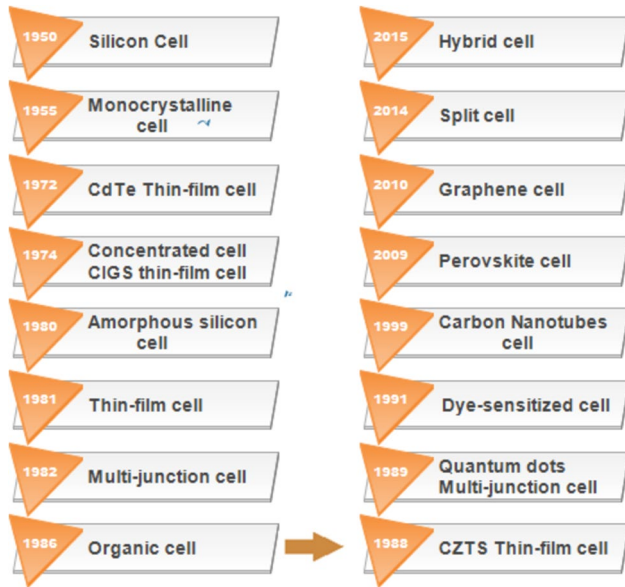 1950
Silicon Cell
1955
Monocrystalline
cell
1972
CdTe Thin-film cell
1974
Concentrated cell
CIGS thin-film cell
1980
Amorphous silicon
cell
1981
Thin-film cell
1982
Multi-junction cell
1986
Organic cell
2015
Hybrid cell
2014
Split cell
2010
Graphene cell
2009
Perovskite cell
1999
Carbon Nanotubes
cell
1991
Dye-sensitized cell
1989
Quantum dots
Multi-junction cell
1988
CZTS Thin-film cell